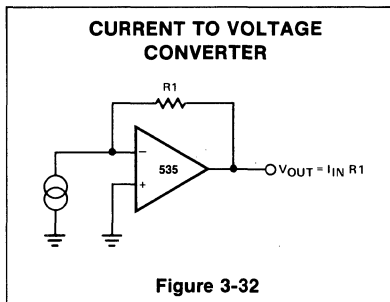 CURRENT TO VOLTAGE
CONVERTER
R1
−
535
+
VOUT = IIN R1
Figure 3-32